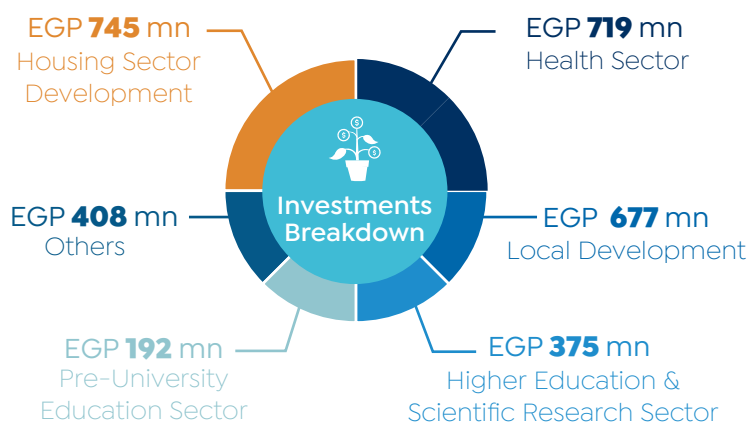 EGP 745 mn
Housing Sector
Development
EGP 719 mn
Health Sector
Investments
Breakdown
EGP 408 mn
Others
EGP 677 mn
Local Development
EGP 192 mn
Pre-University
Education Sector
EGP 375 mn
Higher Education &
Scientific Research Sector